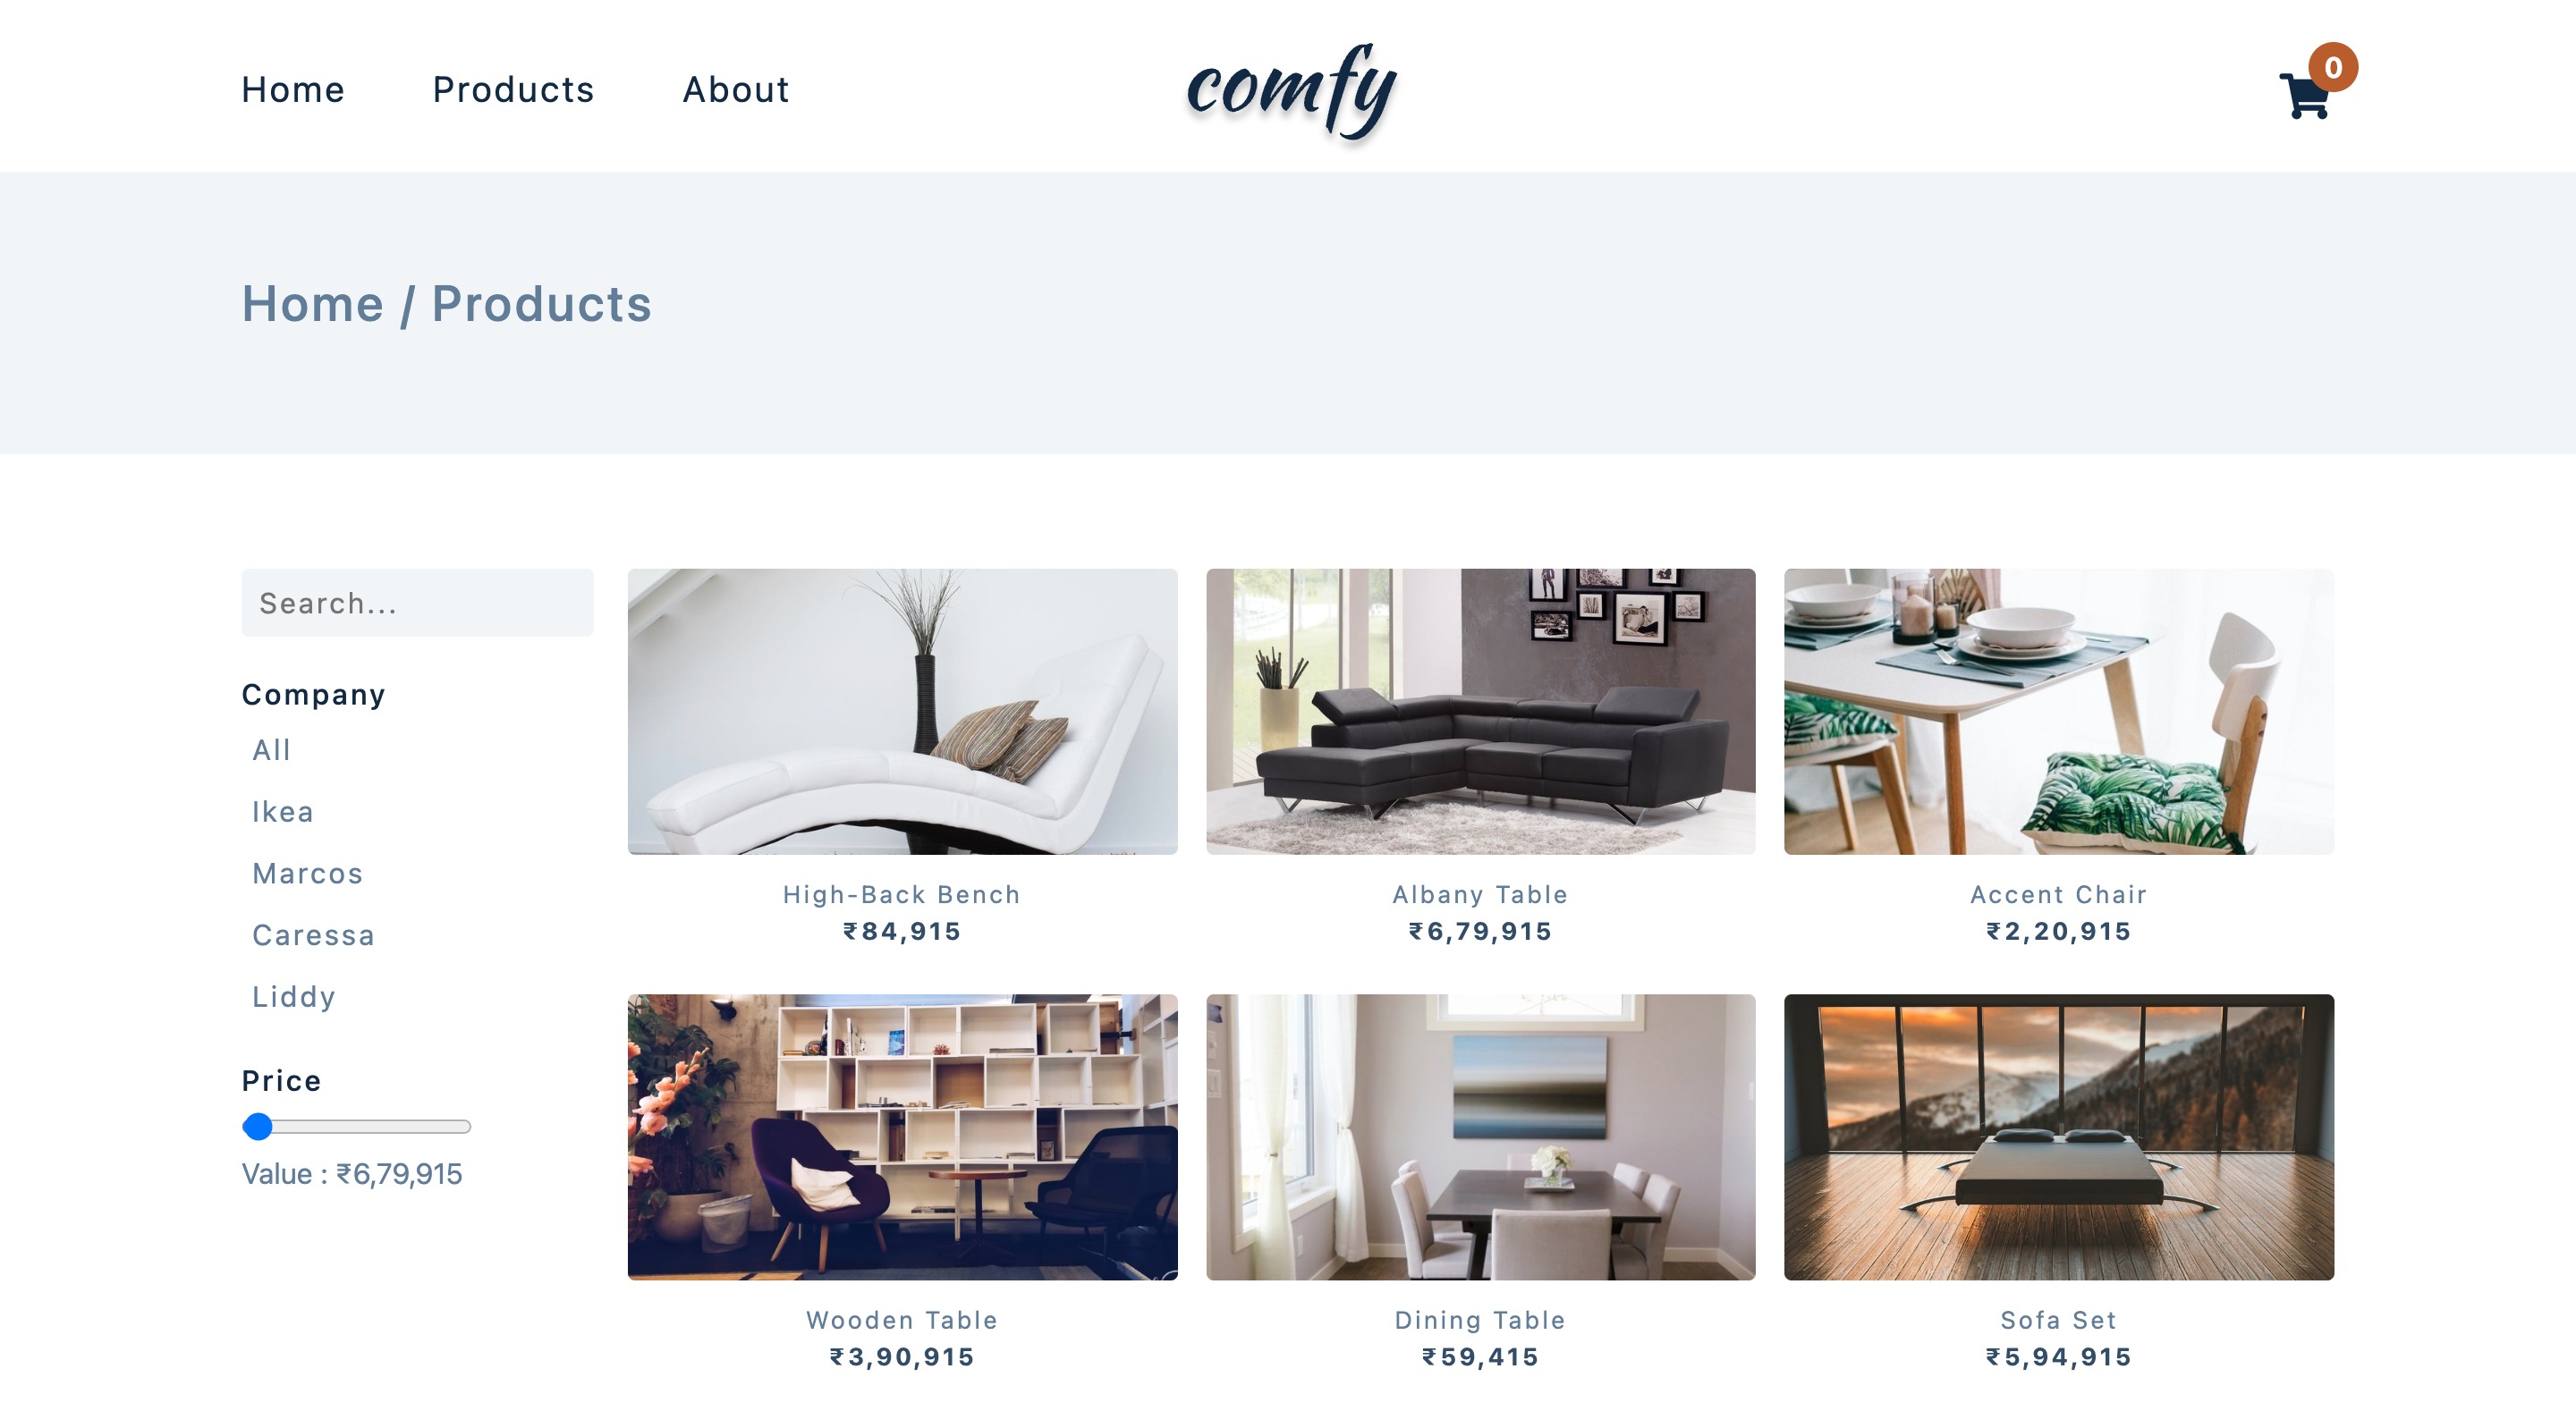 Home Products About
comfy
0
Home / Products
Search...
Company
All
Ikea
Marcos
Caressa
Liddy
Price
Value : ₹6,79,915
High-Back Bench
₹84,915
Albany Table
₹6,79,915
Accent Chair
₹2,20,915
Wooden Table
₹3,90,915
Dining Table
₹59,415
Sofa Set
₹5,94,915